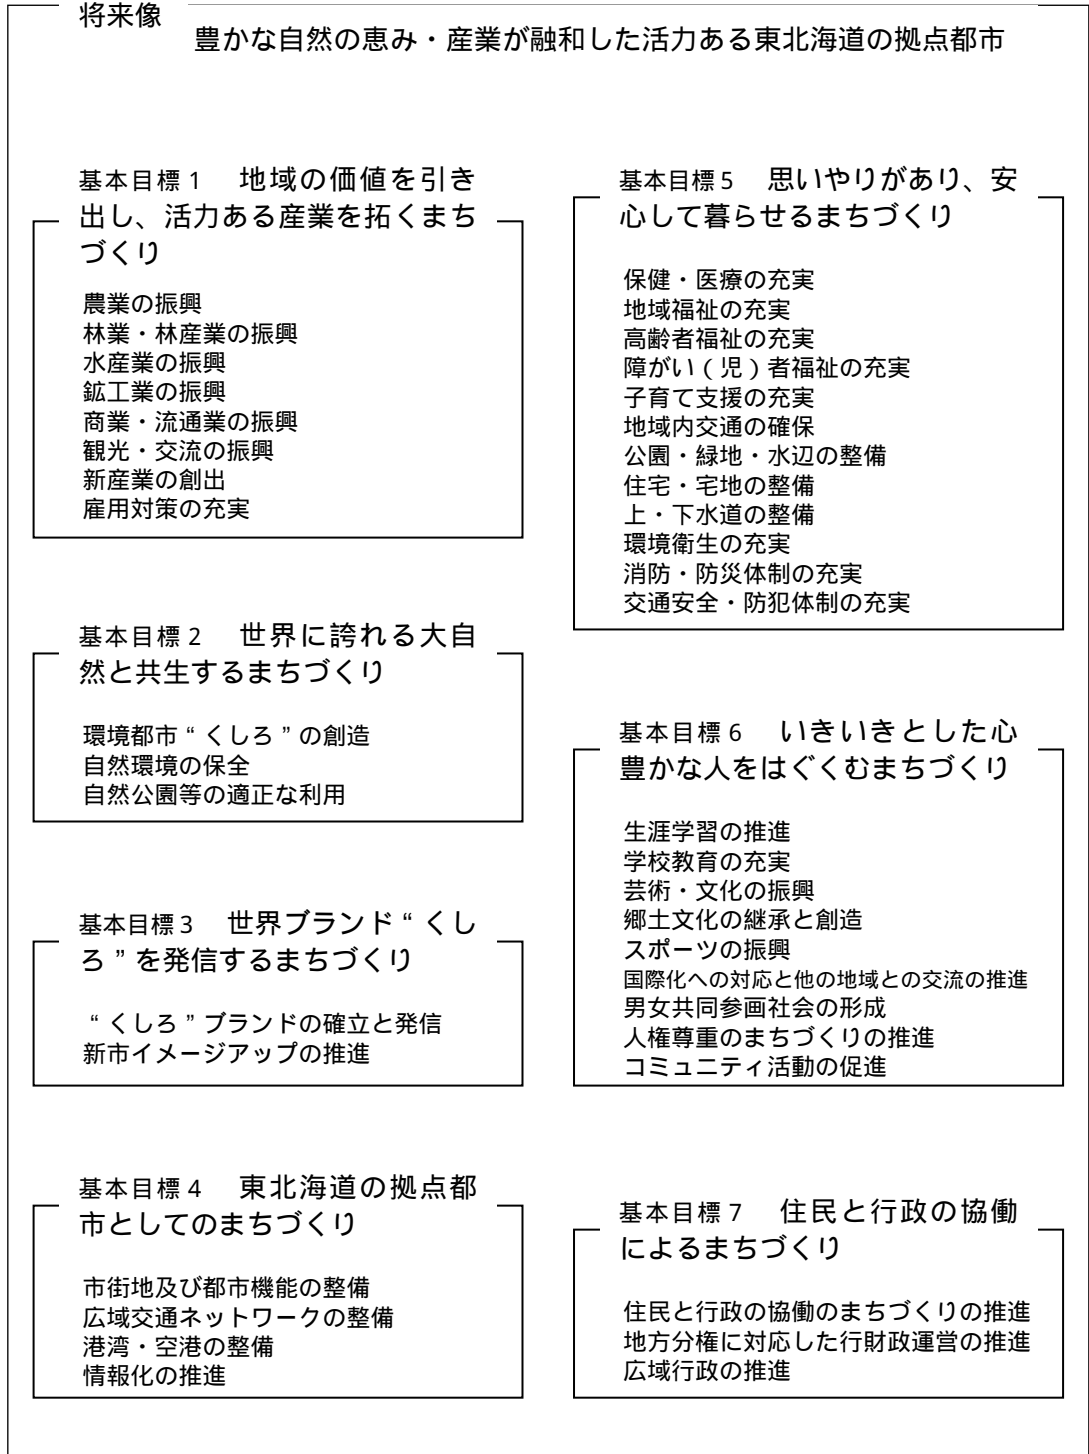 将来像
豊かな自然の恵み・産業が融和した活力ある東北海道の拠点都市
基本目標1　地域の価値を引き
出し、活力ある産業を拓くまち
づくり
農業の振興
林業・林産業の振興
水産業の振興
鉱工業の振興
商業・流通業の振興
観光・交流の振興
新産業の創出
雇用対策の充実
基本目標2　世界に誇れる大自
然と共生するまちづくり
環境都市“くしろ”の創造
自然環境の保全
自然公園等の適正な利用
基本目標3　世界ブランド“くし
ろ”を発信するまちづくり
“くしろ”ブランドの確立と発信
新市イメージアップの推進
基本目標4　東北海道の拠点都
市としてのまちづくり
市街地及び都市機能の整備
広域交通ネットワークの整備
港湾・空港の整備
情報化の推進
基本目標5　思いやりがあり、安
心して暮らせるまちづくり
保健・医療の充実
地域福祉の充実
高齢者福祉の充実
障がい（児）者福祉の充実
子育て支援の充実
地域内交通の確保
公園・緑地・水辺の整備
住宅・宅地の整備
上・下水道の整備
環境衛生の充実
消防・防災体制の充実
交通安全・防犯体制の充実
基本目標6　いきいきとした心
豊かな人をはぐくむまちづくり
生涯学習の推進
学校教育の充実
芸術・文化の振興
郷土文化の継承と創造
スポーツの振興
国際化への対応と他の地域との交流の推進
男女共同参画社会の形成
人権尊重のまちづくりの推進
コミュニティ活動の促進
基本目標7　住民と行政の協働
によるまちづくり
住民と行政の協働のまちづくりの推進
地方分権に対応した行財政運営の推進
広域行政の推進